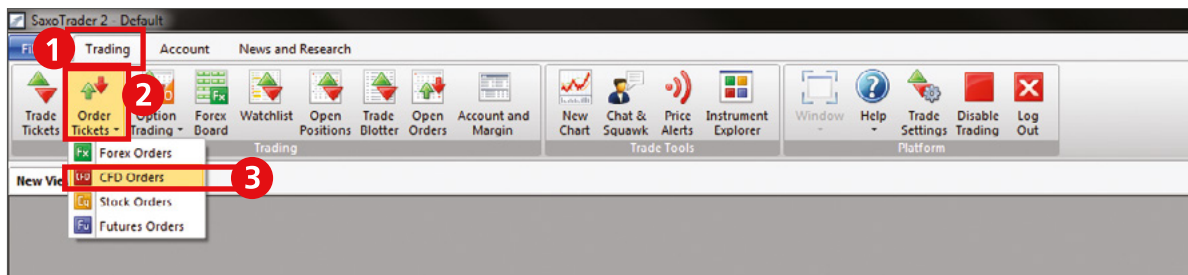 SaxoTrader 2 - Default
1 Trading Account News and Research
2
Trade Tickets
Order Tickets
Option Trading
Forex Board
Watchlist
Open Positions
Trade Blotter
Open Orders
Account and Margin
New Chart
Chat & Squawk
Price Alerts
Instrument Explorer
Window
Help
Trade Settings
Disable Trading
Log Out
Trading
Trade Tools
Platform
Fx Forex Orders
CFD CFD Orders 3
Stock Orders
Fu Futures Orders
New